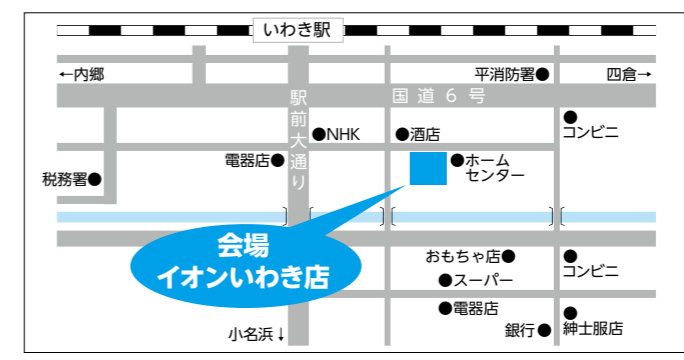 いわき駅
←内郷
平消防署●
四倉→
国道6号
駅前大通り
●NHK
●酒店
●
コンビニ
電器店●
●ホーム
センター
税務署●
会場
イオンいわき店
おもちゃ店●
●スーパー
●
コンビニ
●電器店
銀行●
●
紳士服店
小名浜↓